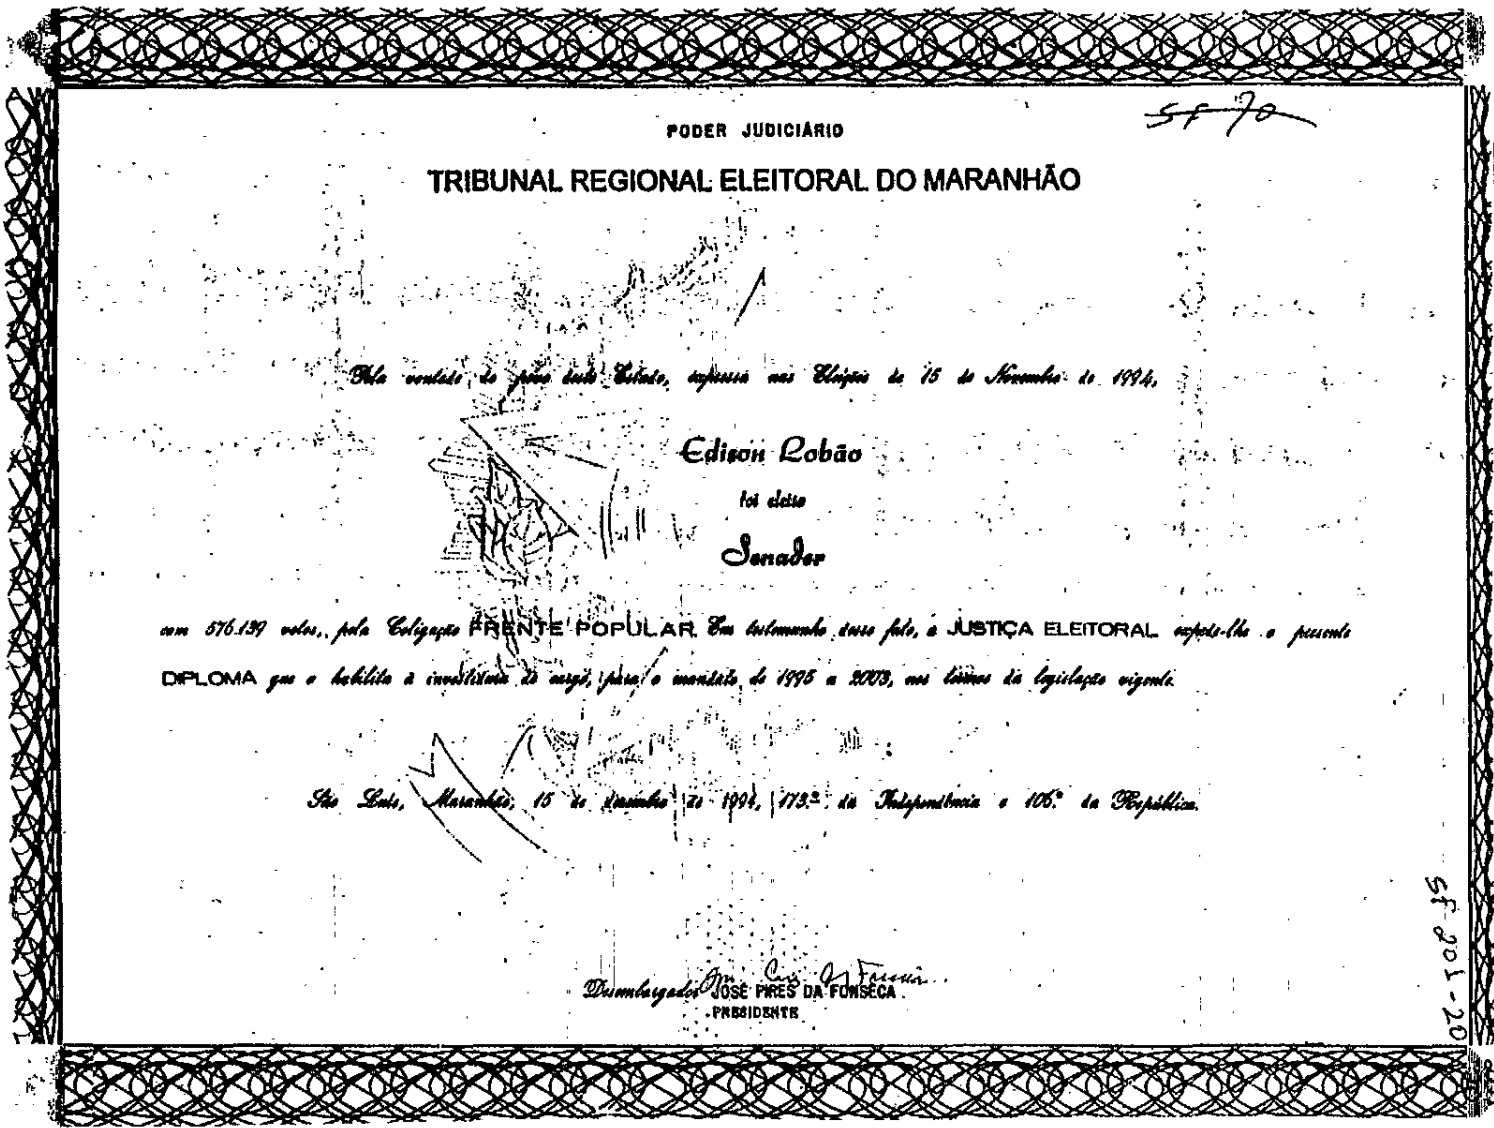 SF 70
PODER JUDICIÁRIO
TRIBUNAL REGIONAL ELEITORAL DO MARANHÃO
Pela vontade do povo deste Estado, expressa nas Eleições de 15 de Novembro de 1994,
Edison Lobão
foi eleito
Senador
com 576.139 votos, pela Coligação FRENTE POPULAR. Em testemunho desse fato, a JUSTIÇA ELEITORAL expede-lhe o presente
DIPLOMA que o habilita à investidura do cargo, para o mandato de 1995 a 2003, nos termos da legislação vigente.
São Luís, Maranhão, 15 de dezembro de 1994, 173.º da Independência e 106.º da República.
Desembargador JOSÉ PIRES DA FONSECA
PRESIDENTE
SF-201-20